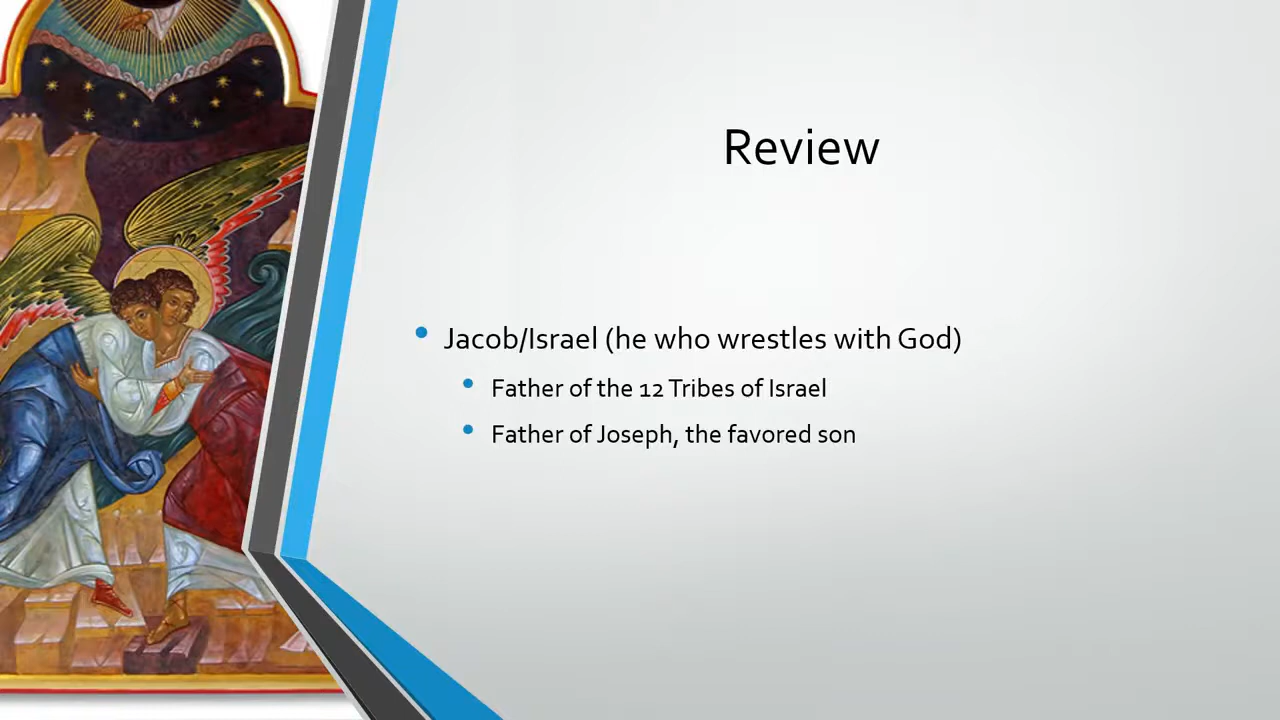 Review
Jacob/Israel (he who wrestles with God)
Father of the 12 Tribes of Israel
Father of Joseph, the favored son